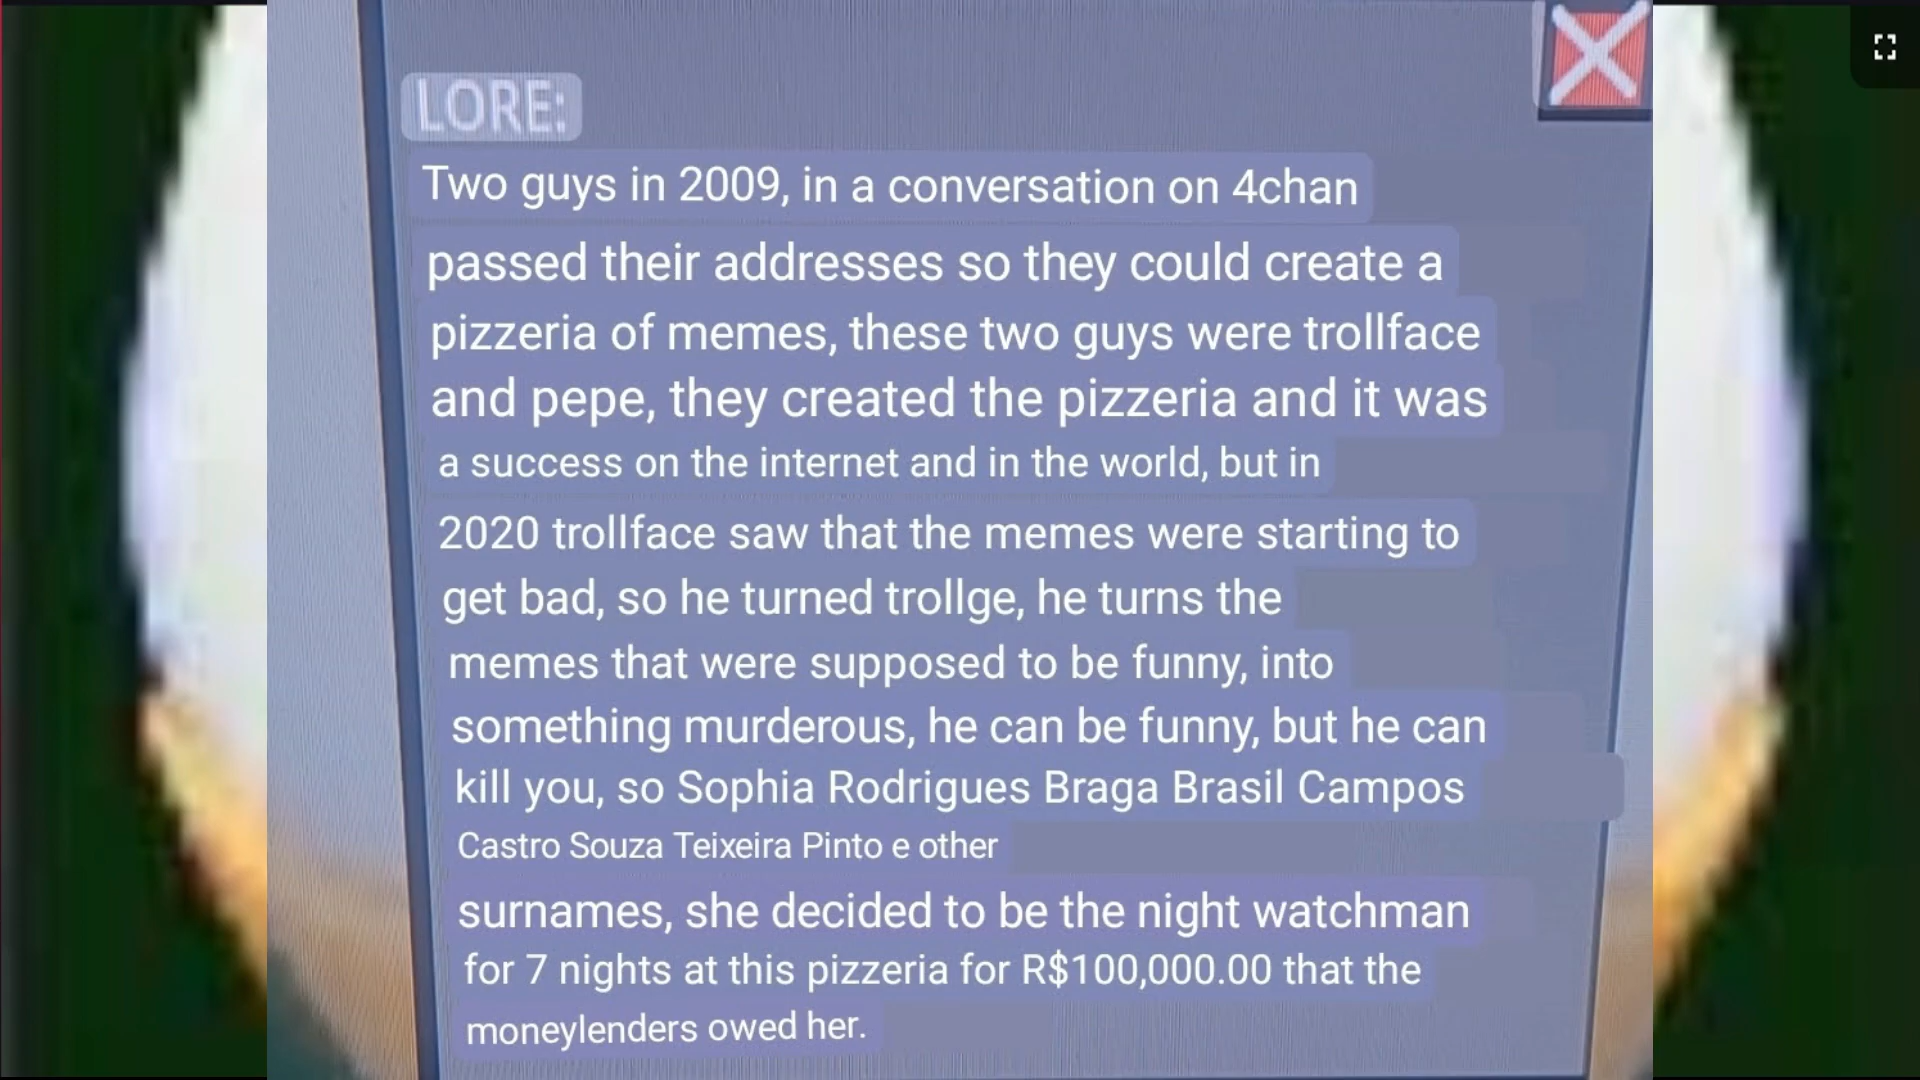 LORE:
Two guys in 2009, in a conversation on 4chan
passed their addresses so they could create a
pizzeria of memes, these two guys were trollface
and pepe, they created the pizzeria and it was
a success on the internet and in the world, but in
2020 trollface saw that the memes were starting to
get bad, so he turned trollge, he turns the
memes that were supposed to be funny, into
something murderous, he can be funny, but he can
kill you, so Sophia Rodrigues Braga Brasil Campos
Castro Souza Teixeira Pinto e other
surnames, she decided to be the night watchman
for 7 nights at this pizzeria for R$100,000.00 that the
moneylenders owed her.